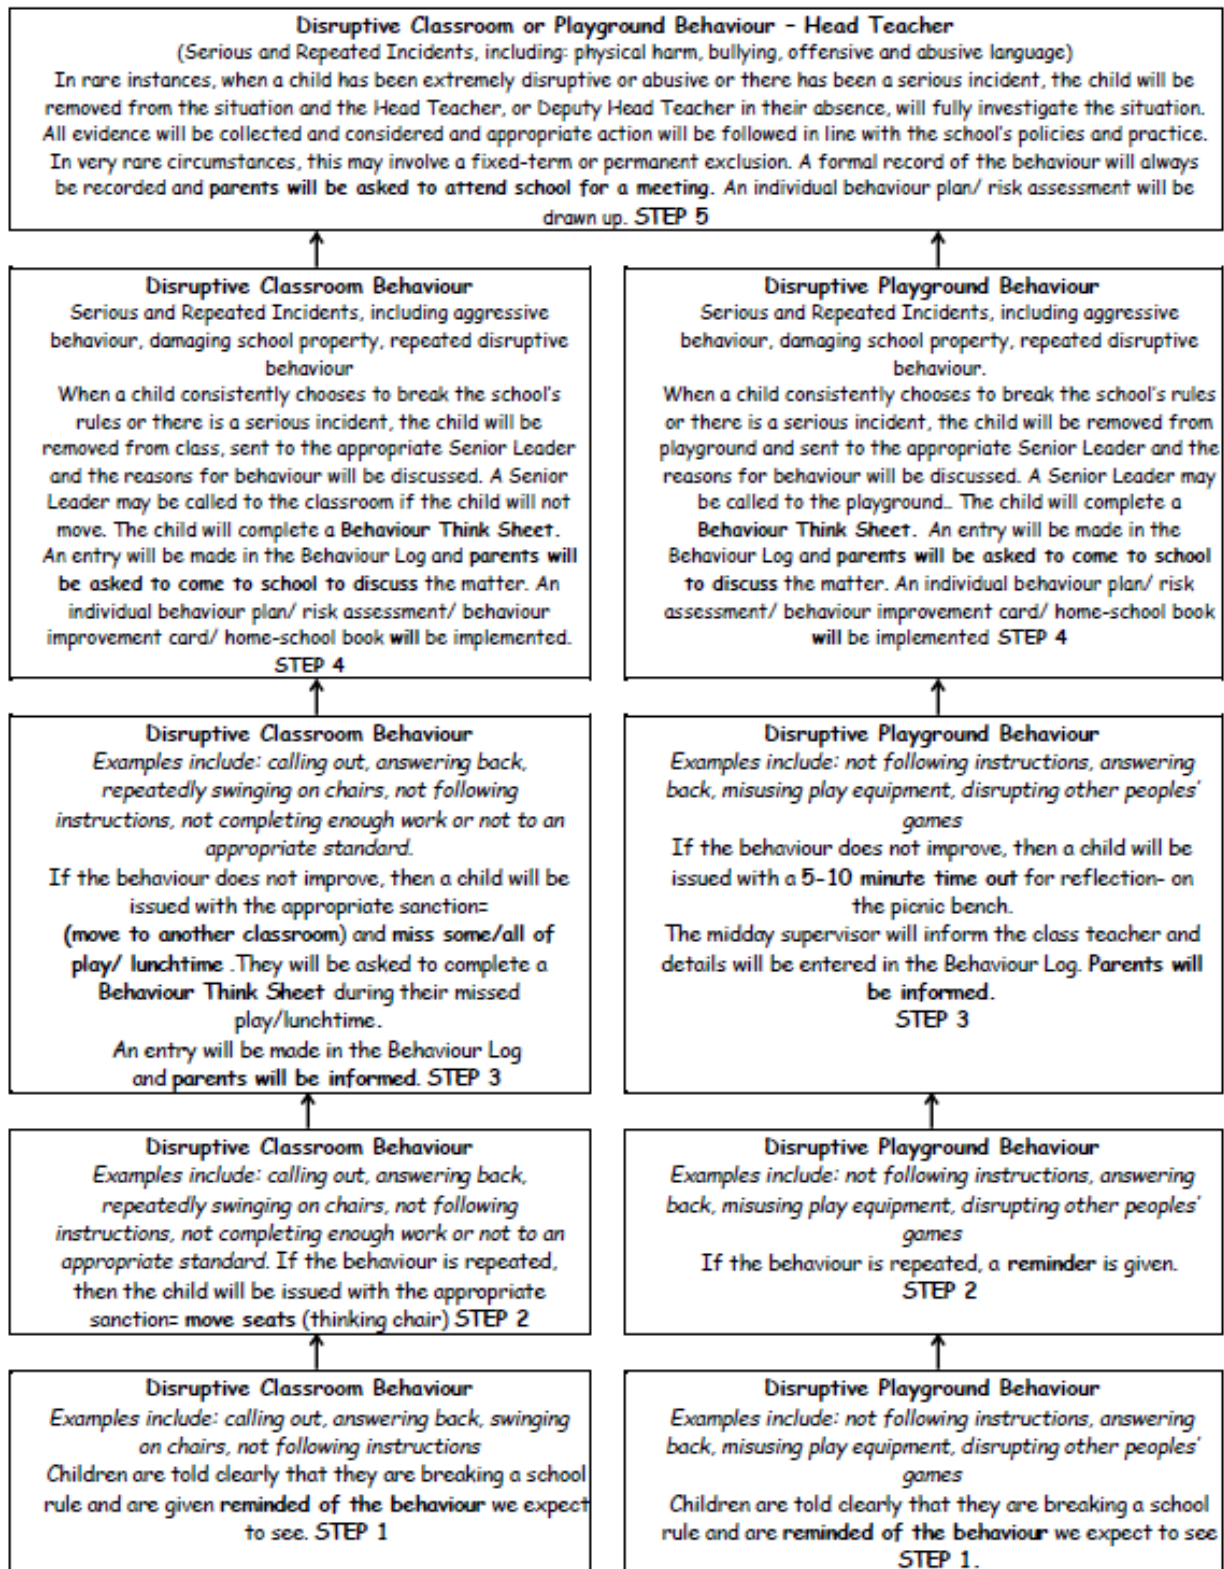 Disruptive Classroom or Playground Behaviour – Head Teacher
(Serious and Repeated Incidents, including: physical harm, bullying, offensive and abusive language)
In rare instances, when a child has been extremely disruptive or abusive or there has been a serious incident, the child will be
removed from the situation and the Head Teacher, or Deputy Head Teacher in their absence, will fully investigate the situation.
All evidence will be collected and considered and appropriate action will be followed in line with the school's policies and practice.
In very rare circumstances, this may involve a fixed-term or permanent exclusion. A formal record of the behaviour will always
be recorded and parents will be asked to attend school for a meeting. An individual behaviour plan/ risk assessment will be
drawn up. STEP 5
Disruptive Classroom Behaviour
Serious and Repeated Incidents, including aggressive
behaviour, damaging school property, repeated disruptive
behaviour
When a child consistently chooses to break the school's
rules or there is a serious incident, the child will be
removed from class, sent to the appropriate Senior Leader
and the reasons for behaviour will be discussed. A Senior
Leader may be called to the classroom if the child will not
move. The child will complete a Behaviour Think Sheet.
An entry will be made in the Behaviour Log and parents will
be asked to come to school to discuss the matter. An
individual behaviour plan/ risk assessment/ behaviour
improvement card/ home-school book will be implemented.
STEP 4
Disruptive Playground Behaviour
Serious and Repeated Incidents, including aggressive
behaviour, damaging school property, repeated disruptive
behaviour.
When a child consistently chooses to break the school's rules
or there is a serious incident, the child will be removed from
playground and sent to the appropriate Senior Leader and the
reasons for behaviour will be discussed. A Senior Leader may
be called to the playground… The child will complete a
Behaviour Think Sheet. An entry will be made in the
Behaviour Log and parents will be asked to come to school
to discuss the matter. An individual behaviour plan/ risk
assessment/ behaviour improvement card/ home-school book
will be implemented STEP 4
Disruptive Classroom Behaviour
Examples include: calling out, answering back,
repeatedly swinging on chairs, not following
instructions, not completing enough work or not to an
appropriate standard.
If the behaviour does not improve, then a child will be
issued with the appropriate sanction=
(move to another classroom) and miss some/all of
play/ lunchtime .They will be asked to complete a
Behaviour Think Sheet during their missed
play/lunchtime.
An entry will be made in the Behaviour Log
and parents will be informed. STEP 3
Disruptive Playground Behaviour
Examples include: not following instructions, answering
back, misusing play equipment, disrupting other peoples'
games
If the behaviour does not improve, then a child will be
issued with a 5-10 minute time out for reflection- on
the picnic bench.
The midday supervisor will inform the class teacher and
details will be entered in the Behaviour Log. Parents will
be informed.
STEP 3
Disruptive Classroom Behaviour
Examples include: calling out, answering back,
repeatedly swinging on chairs, not following
instructions, not completing enough work or not to an
appropriate standard. If the behaviour is repeated,
then the child will be issued with the appropriate
sanction= move seats (thinking chair) STEP 2
Disruptive Playground Behaviour
Examples include: not following instructions, answering
back, misusing play equipment, disrupting other peoples'
games
If the behaviour is repeated, a reminder is given.
STEP 2
Disruptive Classroom Behaviour
Examples include: calling out, answering back, swinging
on chairs, not following instructions
Children are told clearly that they are breaking a school
rule and are given reminded of the behaviour we expect
to see. STEP 1
Disruptive Playground Behaviour
Examples include: not following instructions, answering
back, misusing play equipment, disrupting other peoples'
games
Children are told clearly that they are breaking a school
rule and are reminded of the behaviour we expect to see
STEP 1.